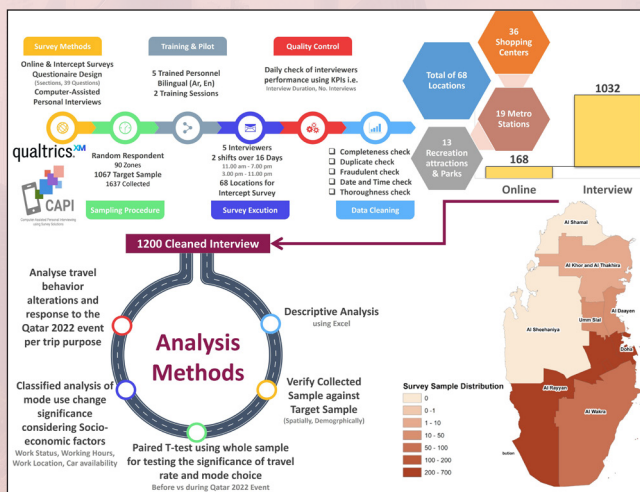 Survey Methods
Online & Intercept Surveys
Questionaire Design
(5sections, 39 Questions)
Computer-Assisted
Personal Interviews
Training & Pilot
5 Trained Personnel
Bilingual (Ar, En)
2 Training Sessions
Quality Control
Daily check of interviewers
performance using KPIs i.e.
Interview Duration, No. Interviews
qualtrics.XM
CAPI
Computer Assisted Personal Interviewing
using Survey Solutions
Random Respondent
90 Zones
1067 Target Sample
1637 Collected
Sampling Procedure
5 Interviewers
2 shifts over 16 Days
11.00 am - 7.00 pm
3.00 pm - 11.00 pm
68 Locations for
Intercept Survey
Survey Excution
Completeness check
Duplicate check
Fraudulent check
Date and Time check
Thoroughness check
Data Cleaning
36
Shopping
Centers
Total of 68
Locations
19 Metro
Stations
13
Recreation
attractions
& Parks
1032
168
Online
Interview
1200 Cleaned Interview
Analysis
Methods
Analyse travel
behavior
alterations and
response to the
Qatar 2022 event
per trip purpose
Classified analysis of
mode use change
significance
considering Socio-
economic factors
Work Status, Working Hours,
Work Location, Car availability
Paired T-test using whole sample
for testing the significance of travel
rate and mode choice
Before vs during Qatar 2022 Event
Descriptive Analysis
using Excel
Verify Collected
Sample against
Target Sample
(Spatially, Demogrphically)
Al Shamal
Al Khor and Al Thakhira
Al Daayen
Umm Slal
Al Sheehaniya
Doha
Al Rayyan
Al Wakra
Survey Sample Distribution
0
0 -1
1 - 10
10 - 50
50 - 100
100 - 200
200 - 700